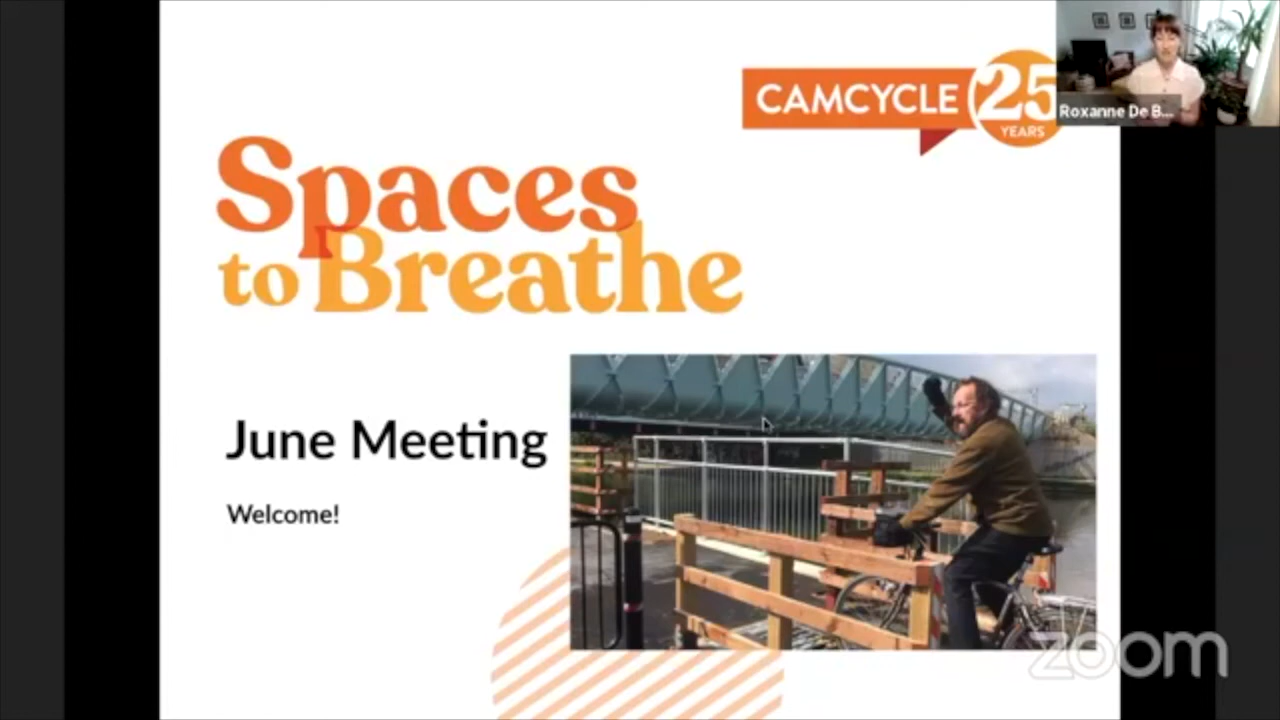 CAMCYCLE 25
YEARS
Roxanne De B...
Spaces
to Breathe
June Meeting
Welcome!
zoom